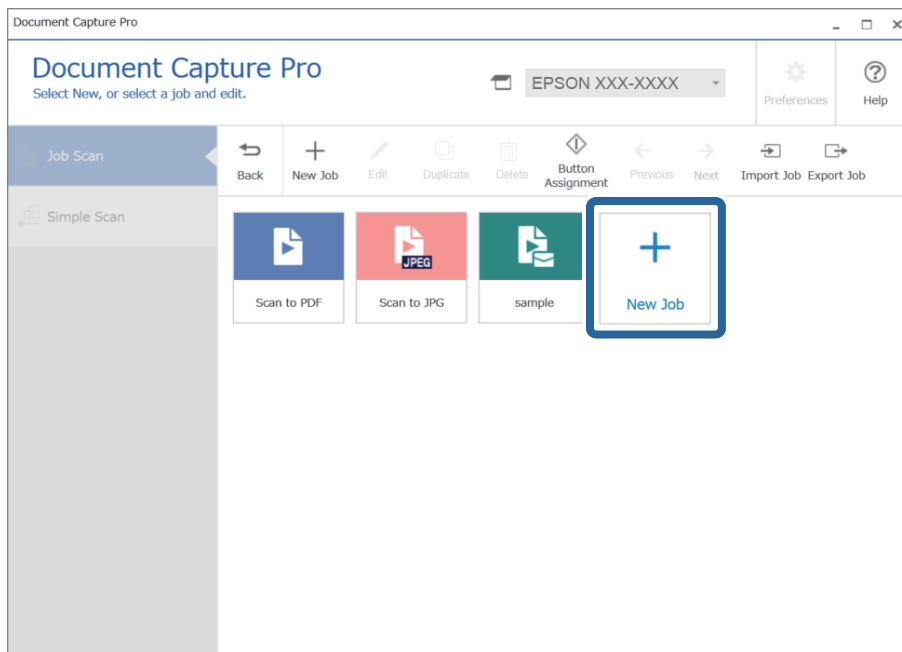 Document Capture Pro
Document Capture Pro
Select New, or select a job and edit.
EPSON XXX-XXXX
Preferences
Help
Job Scan
Simple Scan
Back
New Job
Edit
Duplicate
Delete
Button
Assignment
Previous
Next
Import Job
Export Job
Scan to PDF
JPEG
Scan to JPG
sample
New Job